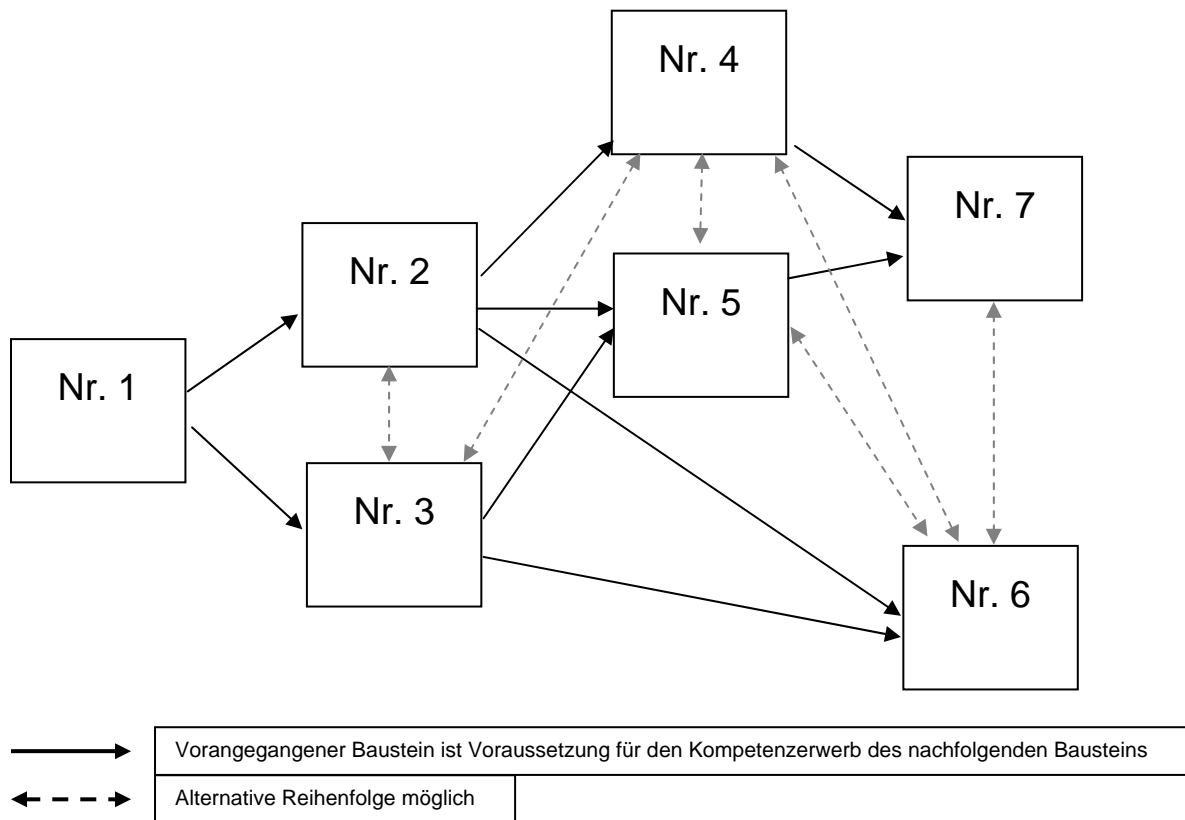 Nr. 4
Nr. 7
Nr. 2
Nr. 5
Nr. 1
Nr. 3
Nr. 6
Vorangegangener Baustein ist Voraussetzung für den Kompetenzerwerb des nachfolgenden Bausteins
Alternative Reihenfolge möglich